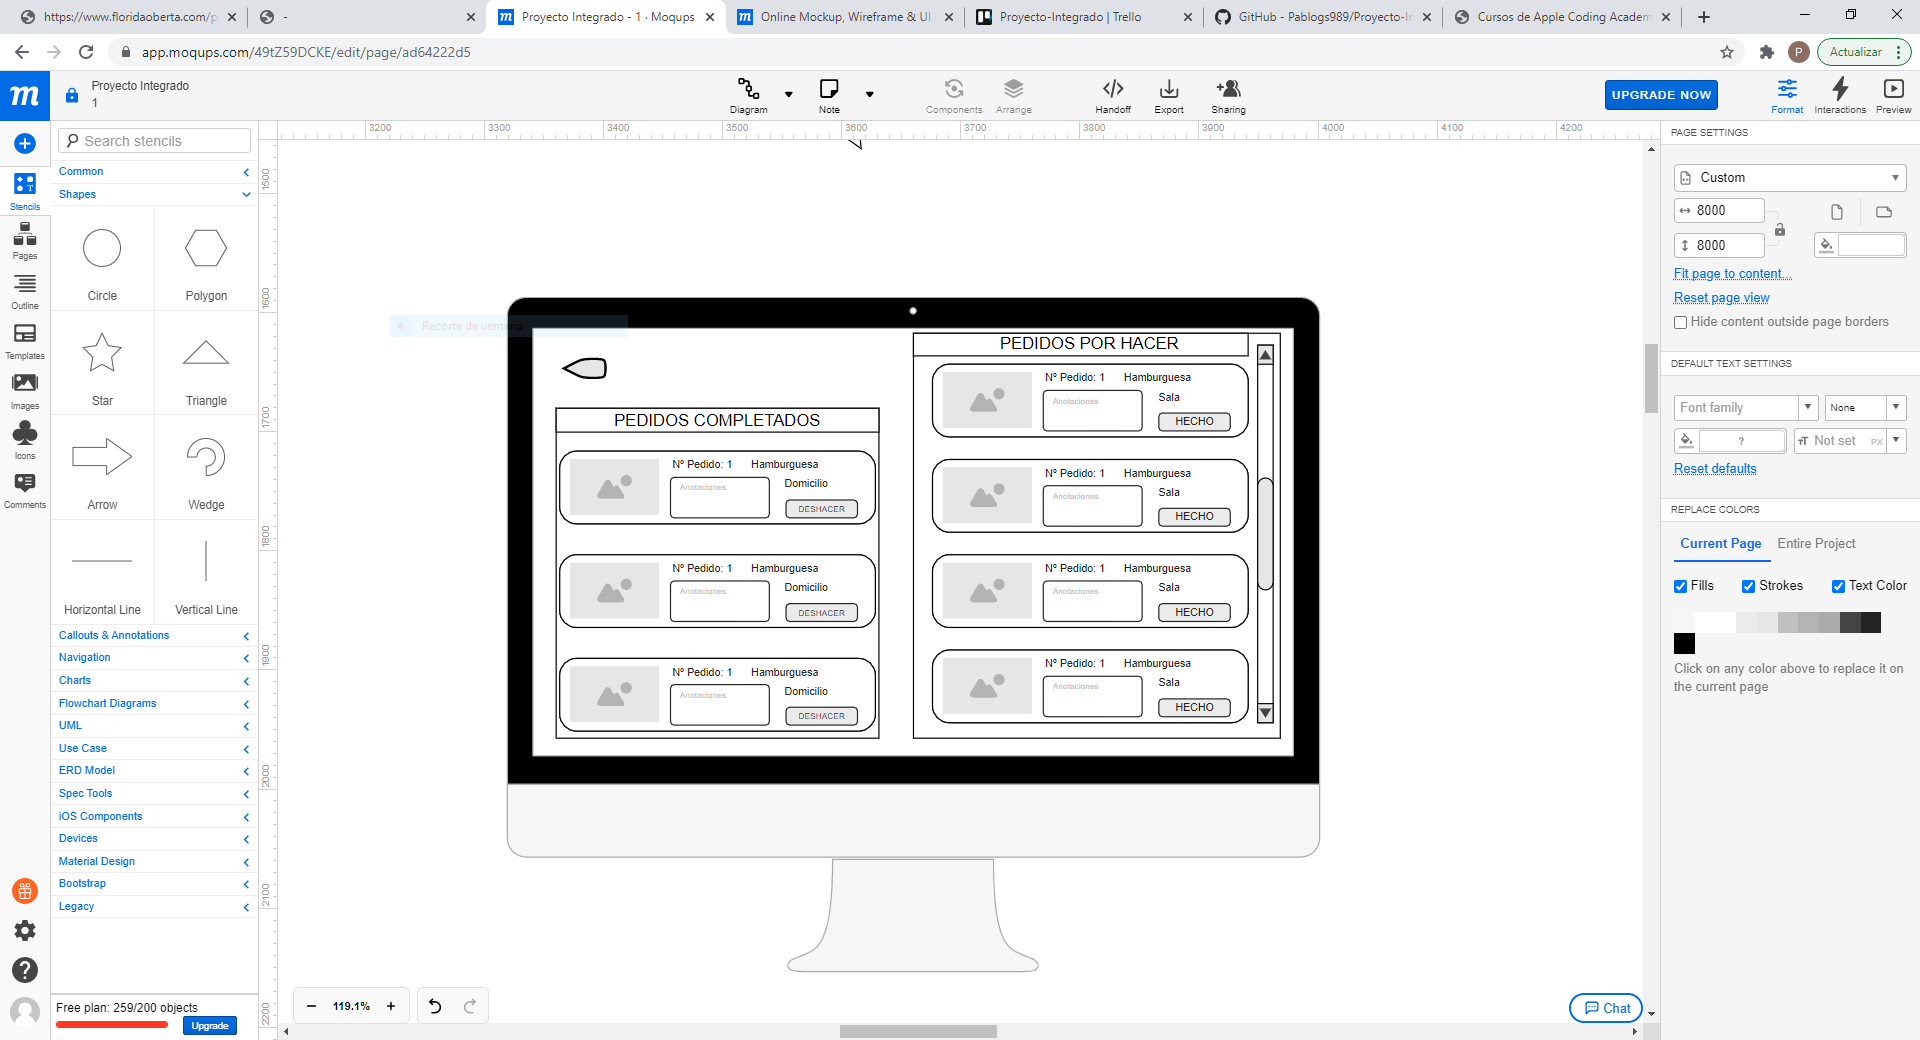 https://www.floridaoberta.com/pl
-
Proyecto Integrado - 1 · Moqups
Online Mockup, Wireframe & UI
Proyecto-Integrado | Trello
GitHub - Pablogs989/Proyecto-In
Cursos de Apple Coding Academ
app.moqups.com/49tZ59DCKE/edit/page/ad64222d5
P
Actualizar
m
Proyecto Integrado
1
Diagram
Note
Components
Arrange
Handoff
Export
Sharing
UPGRADE NOW
Format
Interactions
Preview
Search stencils
Stencils
Pages
Outline
Templates
Images
Icons
Comments
Common
Shapes
Circle
Polygon
Star
Triangle
Arrow
Wedge
Horizontal Line
Vertical Line
Callouts & Annotations
Navigation
Charts
Flowchart Diagrams
UML
Use Case
ERD Model
Spec Tools
iOS Components
Devices
Material Design
Bootstrap
Legacy
Free plan: 259/200 objects
Upgrade
3200
3300
3400
3500
3600
3700
3800
3900
4000
4100
4200
1500
1600
1700
1800
1900
2000
2100
2200
Recorte de ventana
PEDIDOS COMPLETADOS
Nº Pedido: 1
Hamburguesa
Anotaciones
Domicilio
DESHACER
Nº Pedido: 1
Hamburguesa
Anotaciones
Domicilio
DESHACER
Nº Pedido: 1
Hamburguesa
Anotaciones
Domicilio
DESHACER
PEDIDOS POR HACER
Nº Pedido: 1
Hamburguesa
Anotaciones
Sala
HECHO
Nº Pedido: 1
Hamburguesa
Anotaciones
Sala
HECHO
Nº Pedido: 1
Hamburguesa
Anotaciones
Sala
HECHO
Nº Pedido: 1
Hamburguesa
Anotaciones
Sala
HECHO
119.1%
Chat
PAGE SETTINGS
Custom
8000
8000
Fit page to content...
Reset page view
Hide content outside page borders
DEFAULT TEXT SETTINGS
Font family
None
?
Not set
PX
Reset defaults
REPLACE COLORS
Current Page
Entire Project
Fills
Strokes
Text Color
Click on any color above to replace it on
the current page